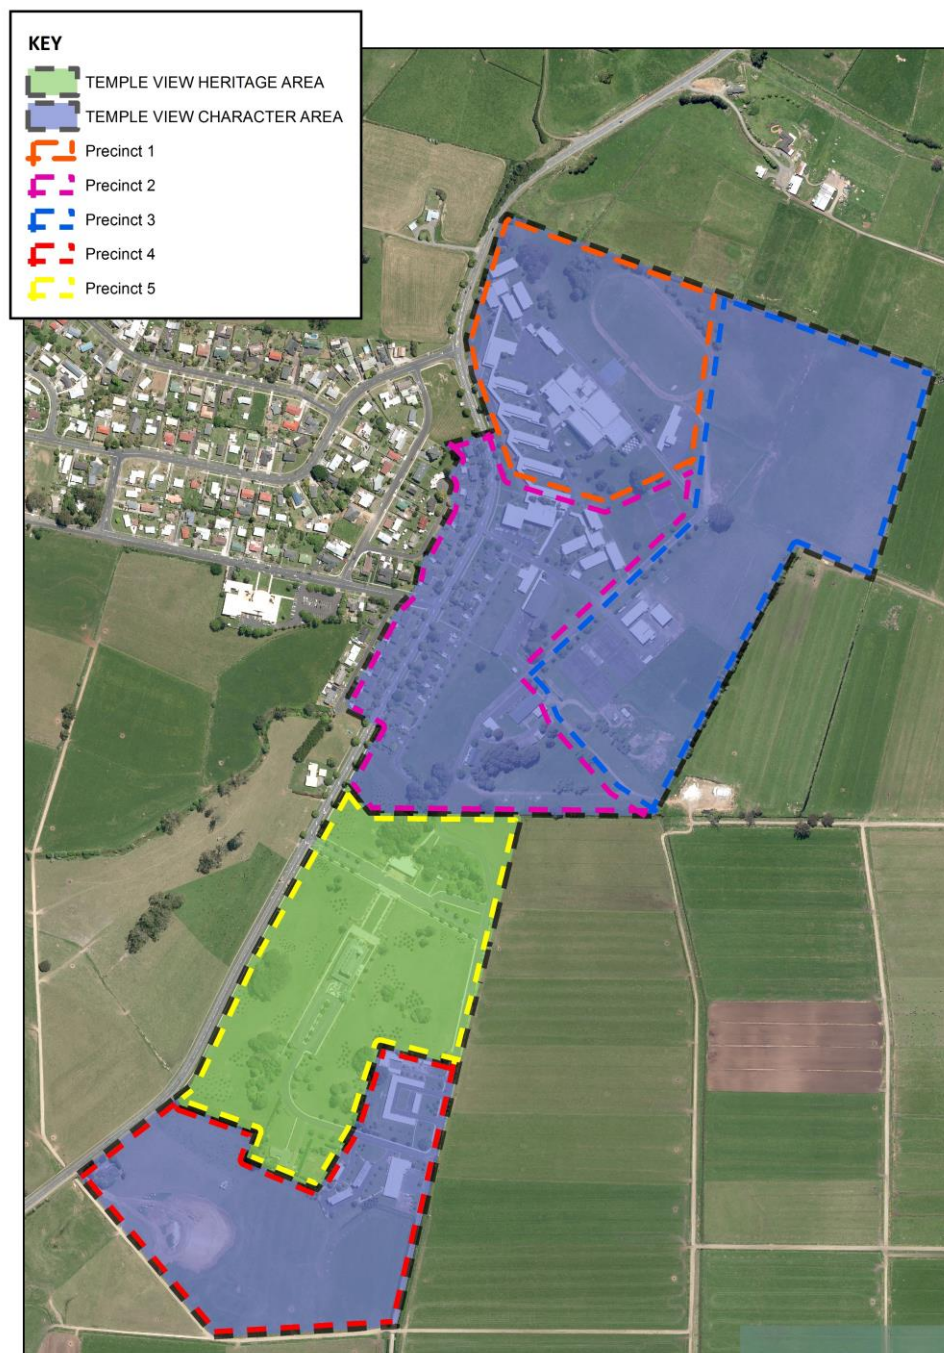 KEY
TEMPLE VIEW HERITAGE AREA
TEMPLE VIEW CHARACTER AREA
Precinct 1
Precinct 2
Precinct 3
Precinct 4
Precinct 5